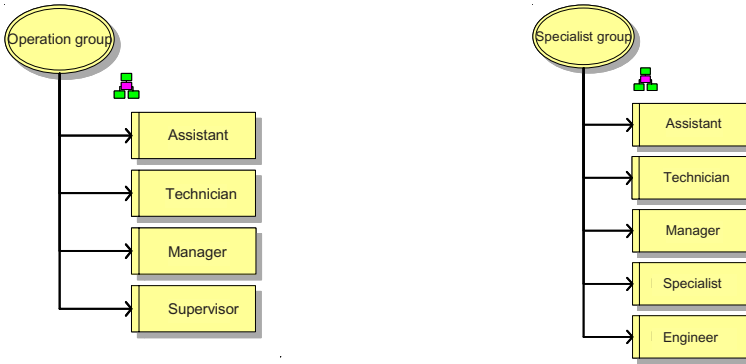 Operation group
Assistant
Technician
Manager
Supervisor
Specialist group
Assistant
Technician
Manager
Specialist
Engineer